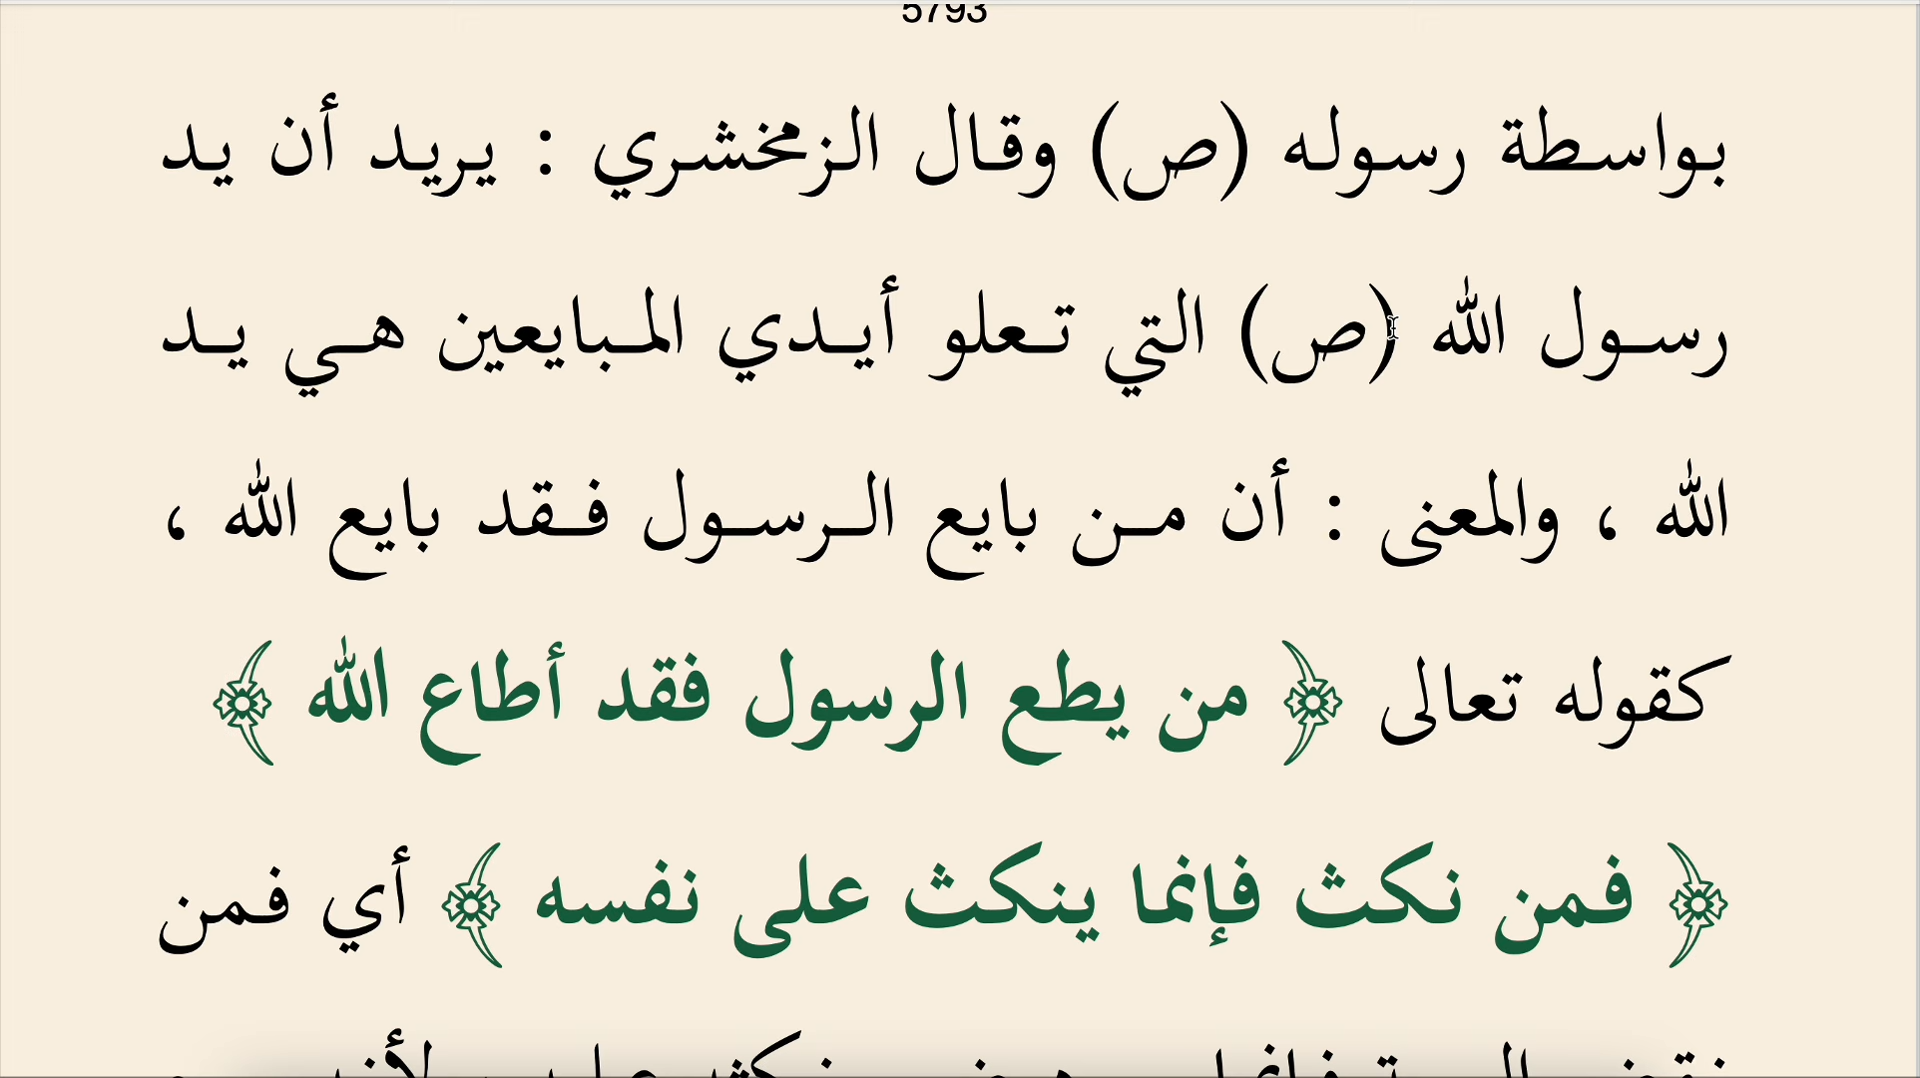 5793
بواسطة رسوله (ص) وقال الزمخشري : يريد أن يد
رسول الله (ص) التي تعلو أيدي المبايعين هي يد
الله ، والمعنى : أن من بايع الرسول فقد بايع الله ،
كقوله تعالى ﴿ من يطع الرسول فقد أطاع الله ﴾
﴿ فمن نكث فإنما ينكث على نفسه ﴾ أي فمن